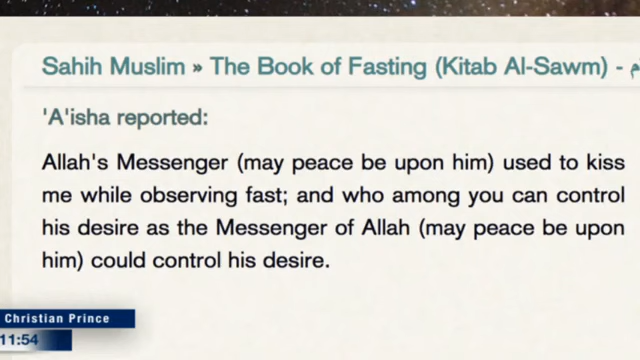 Sahih Muslim » The Book of Fasting (Kitab Al-Sawm) -
'A'isha reported:
Allah's Messenger (may peace be upon him) used to kiss
me while observing fast; and who among you can control
his desire as the Messenger of Allah (may peace be upon
him) could control his desire.
Christian Prince
11:54